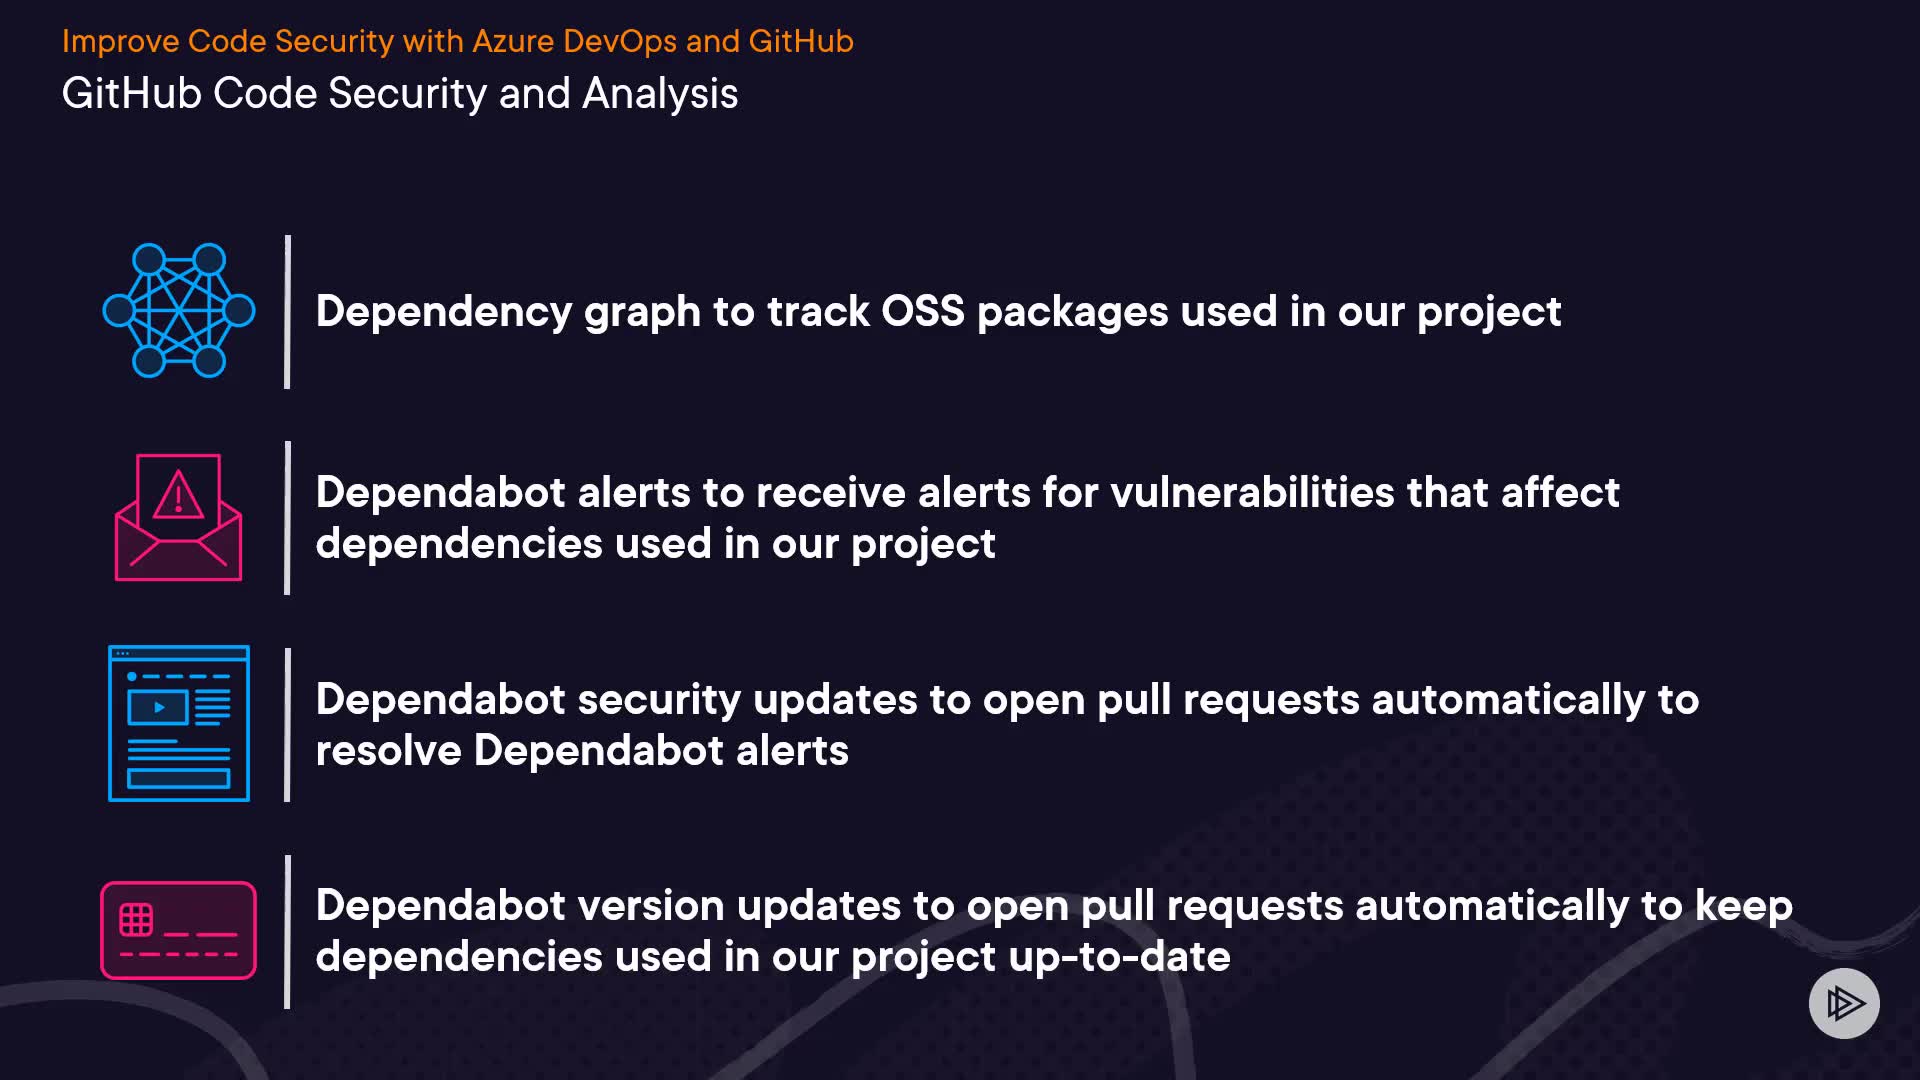 Improve Code Security with Azure DevOps and GitHub
GitHub Code Security and Analysis
Dependency graph to track OSS packages used in our project
Dependabot alerts to receive alerts for vulnerabilities that affect
dependencies used in our project
Dependabot security updates to open pull requests automatically to
resolve Dependabot alerts
Dependabot version updates to open pull requests automatically to keep
dependencies used in our project up-to-date